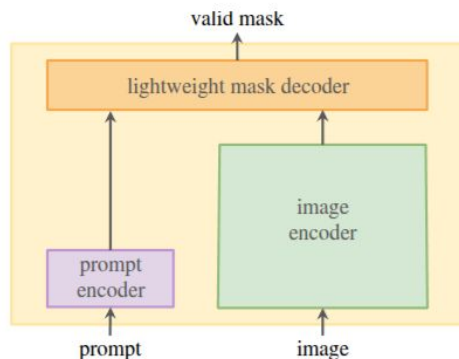 valid mask
lightweight mask decoder
image
encoder
prompt
encoder
prompt
image